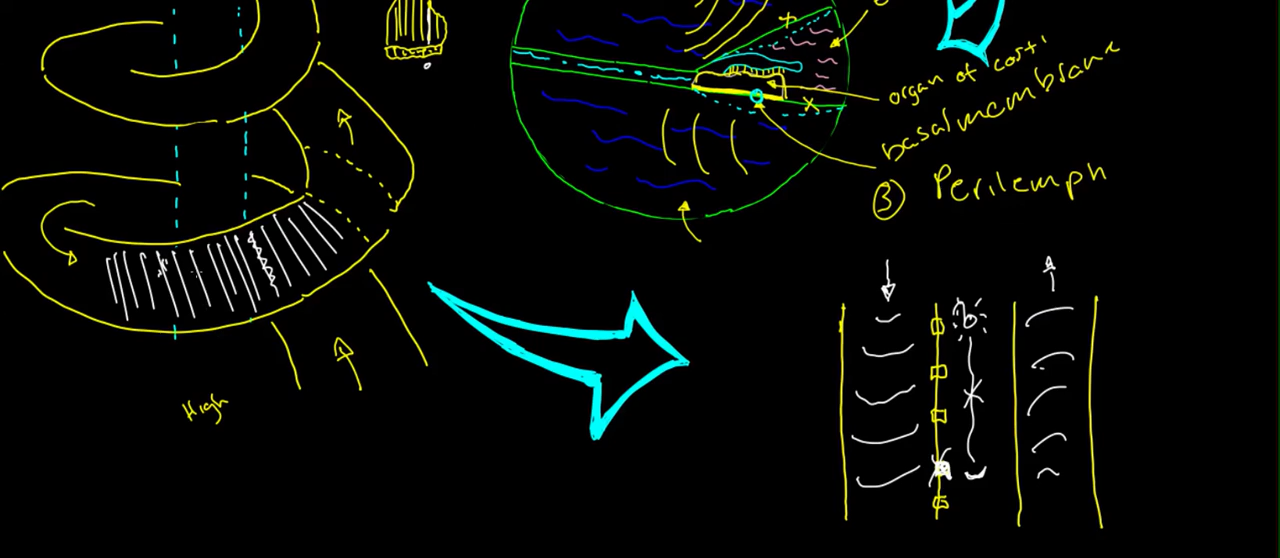 organ of corti
basalmembrane
③ Perilemph
High